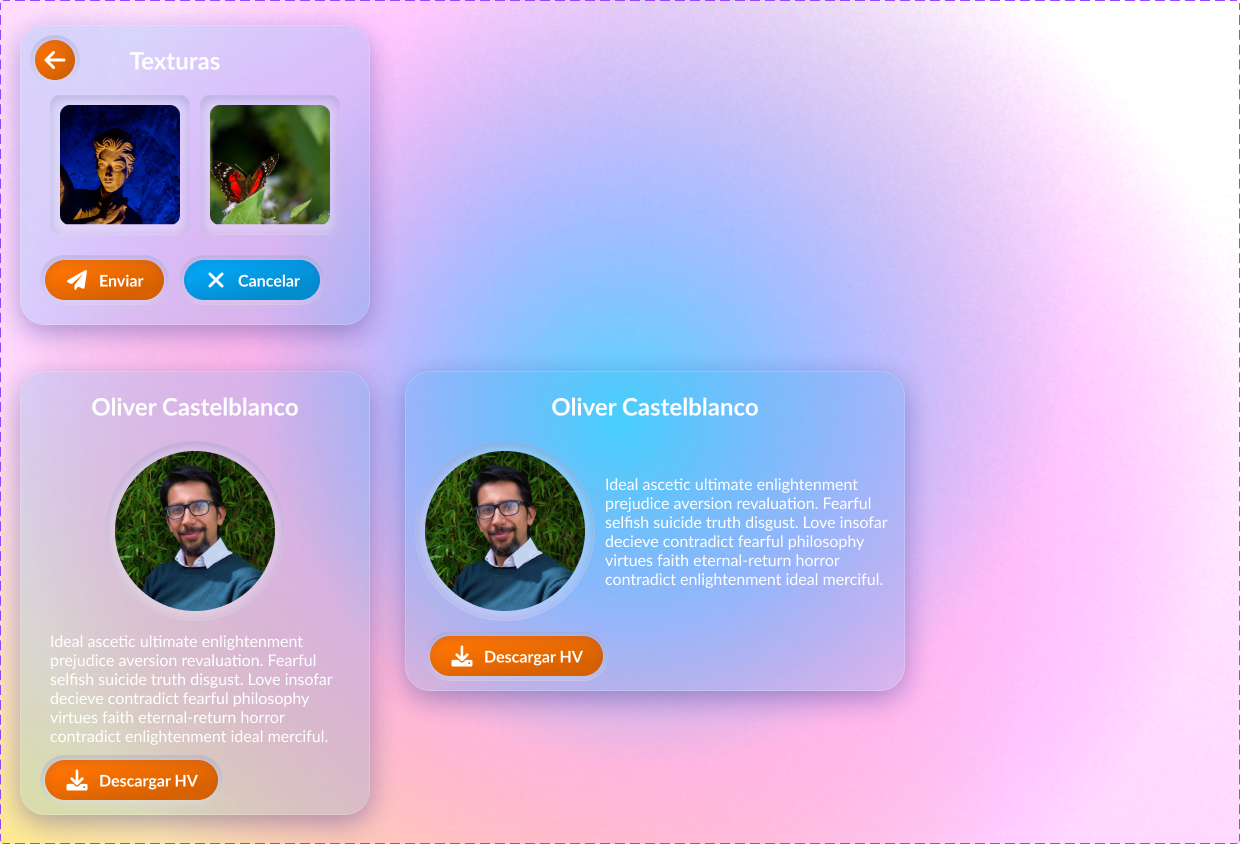 Texturas
Enviar
Cancelar
Oliver Castelblanco
Ideal ascetic ultimate enlightenment
prejudice aversion revaluation. Fearful
selfish suicide truth disgust. Love insofar
decieve contradict fearful philosophy
virtues faith eternal-return horror
contradict enlightenment ideal merciful.
Descargar HV
Oliver Castelblanco
Ideal ascetic ultimate enlightenment
prejudice aversion revaluation. Fearful
selfish suicide truth disgust. Love insofar
decieve contradict fearful philosophy
virtues faith eternal-return horror
contradict enlightenment ideal merciful.
Descargar HV